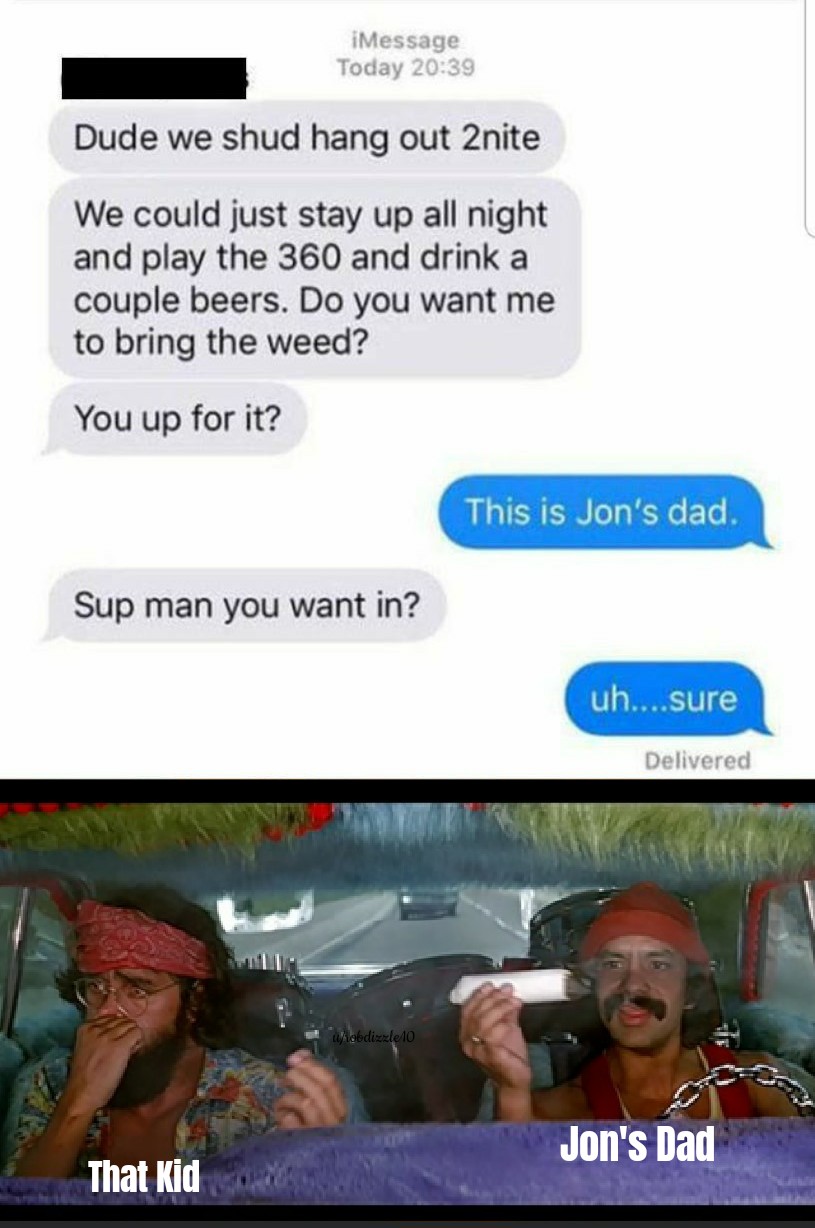 iMessage
Today 20:39
Dude we shud hang out 2nite
We could just stay up all night
and play the 360 and drink a
couple beers. Do you want me
to bring the weed?
You up for it?
This is Jon's dad.
Sup man you want in?
uh....sure
Delivered
Jon's Dad
That Kid